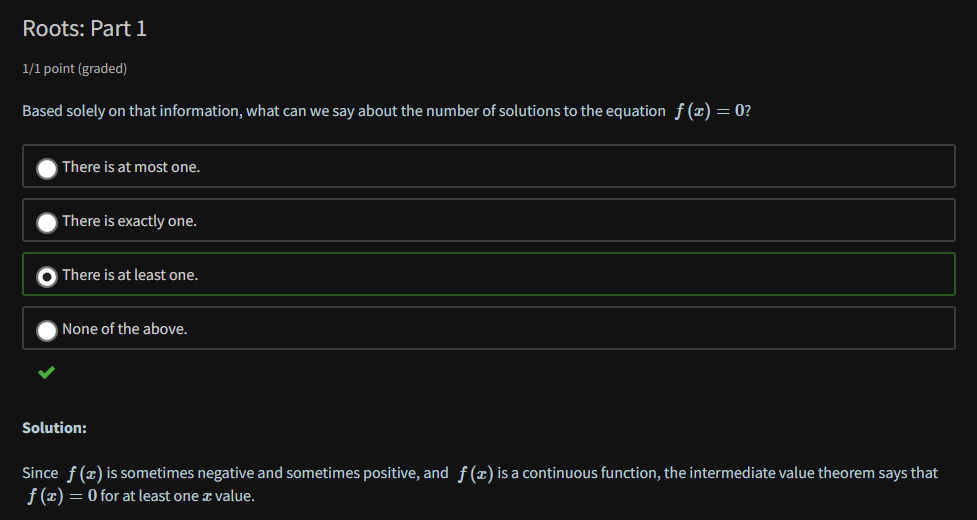 Roots: Part 1
1/1 point (graded)
Based solely on that information, what can we say about the number of solutions to the equation f (x) = 0?
There is at most one.
There is exactly one.
There is at least one.
None of the above.
Solution:
Since f (x) is sometimes negative and sometimes positive, and f (x) is a continuous function, the intermediate value theorem says that
f (x) = 0 for at least one x value.